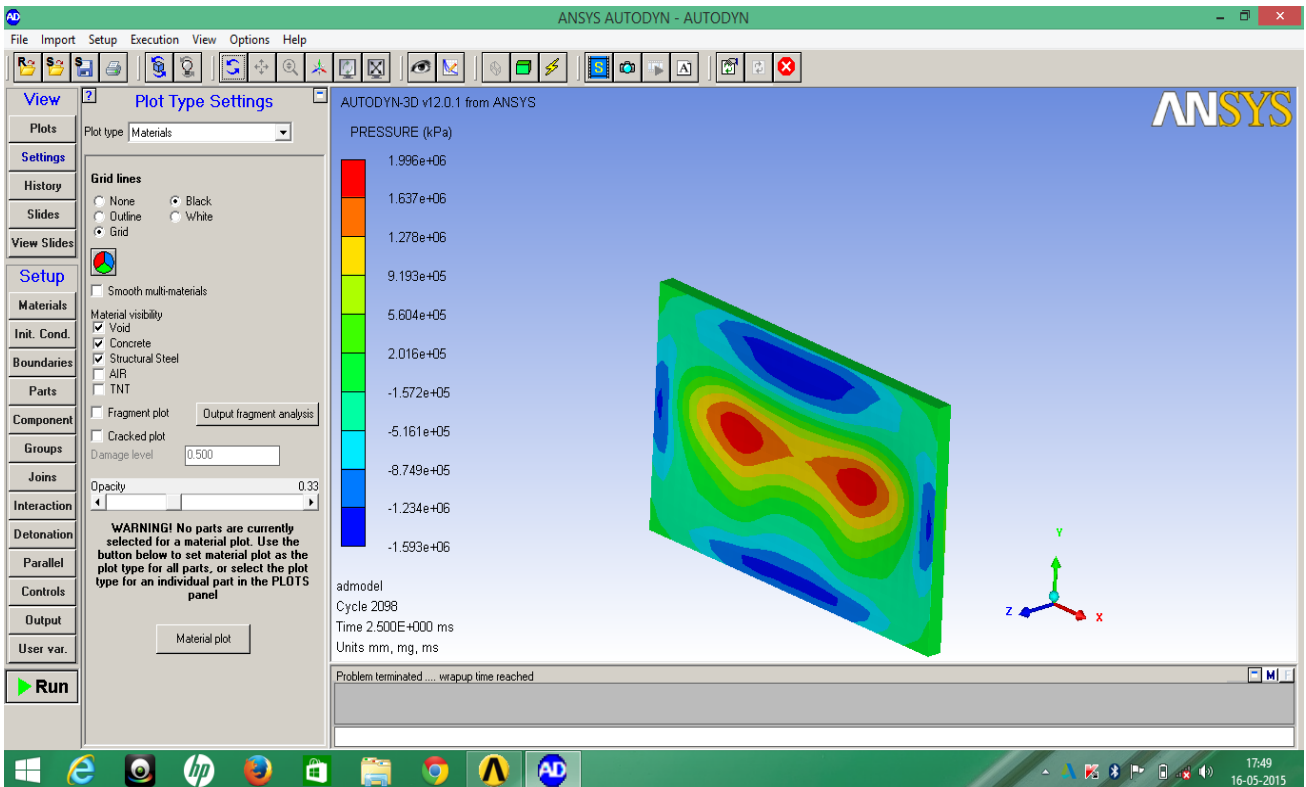 AD
ANSYS AUTODYN - AUTODYN
File Import Setup Execution View Options Help
R S S
S A
View
Plots
Settings
History
Slides
View Slides
Setup
Materials
Init. Cond.
Boundaries
Parts
Component
Groups
Joins
Interaction
Detonation
Parallel
Controls
Output
User var.
Run
? Plot Type Settings
Plot type Materials
Grid lines
None Black
Outline White
Grid
Smooth multi-materials
Material visibility
Void
Concrete
Structural Steel
AIR
TNT
Fragment plot Output fragment analysis
Cracked plot
Damage level 0.500
Opacity 0.33
WARNING! No parts are currently
selected for a material plot. Use the
button below to set material plot as the
plot type for all parts, or select the plot
type for an individual part in the PLOTS
panel
Material plot
AUTODYN-3D v12.0.1 from ANSYS
ANSYS
PRESSURE (kPa)
1.996e+06
1.637e+06
1.278e+06
9.193e+05
5.604e+05
2.016e+05
-1.572e+05
-5.161e+05
-8.749e+05
-1.234e+06
-1.593e+06
Y
Z X
admodel
Cycle 2098
Time 2.500E+000 ms
Units mm, mg, ms
Problem terminated .... wrapup time reached
M
hp AD
17:49
16-05-2015